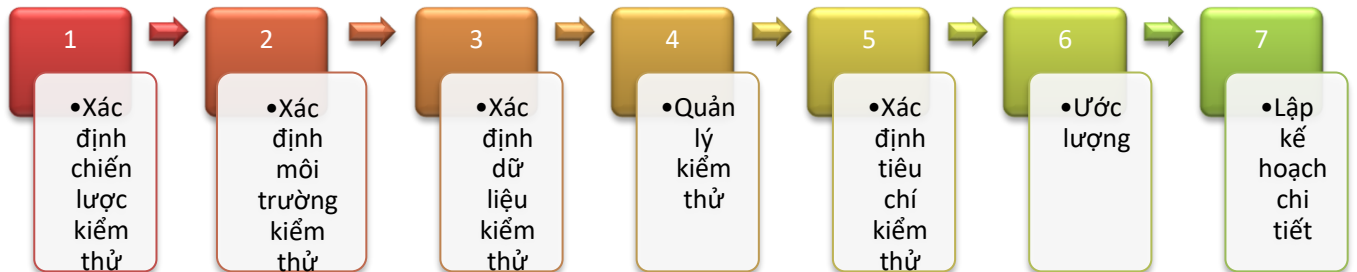 1
•Xác
định
chiến
lược
kiểm
thử
2
•Xác
định
môi
trường
kiểm
thử
3
•Xác
định
dữ
liệu
kiểm
thử
4
•Quản
lý
kiểm
thử
5
•Xác
định
tiêu
chí
kiểm
thử
6
•Ước
lượng
7
•Lập
kế
hoạch
chi
tiết